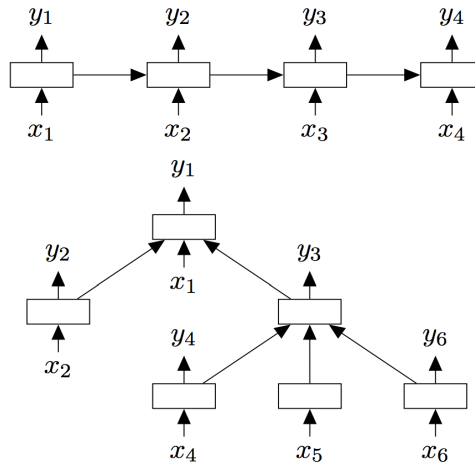 y₁ y₂ y₃ y₄
x₁ x₂ x₃ x₄
y₁
y₂ y₃
x₁
y₄ y₆
x₂
x₄ x₅ x₆